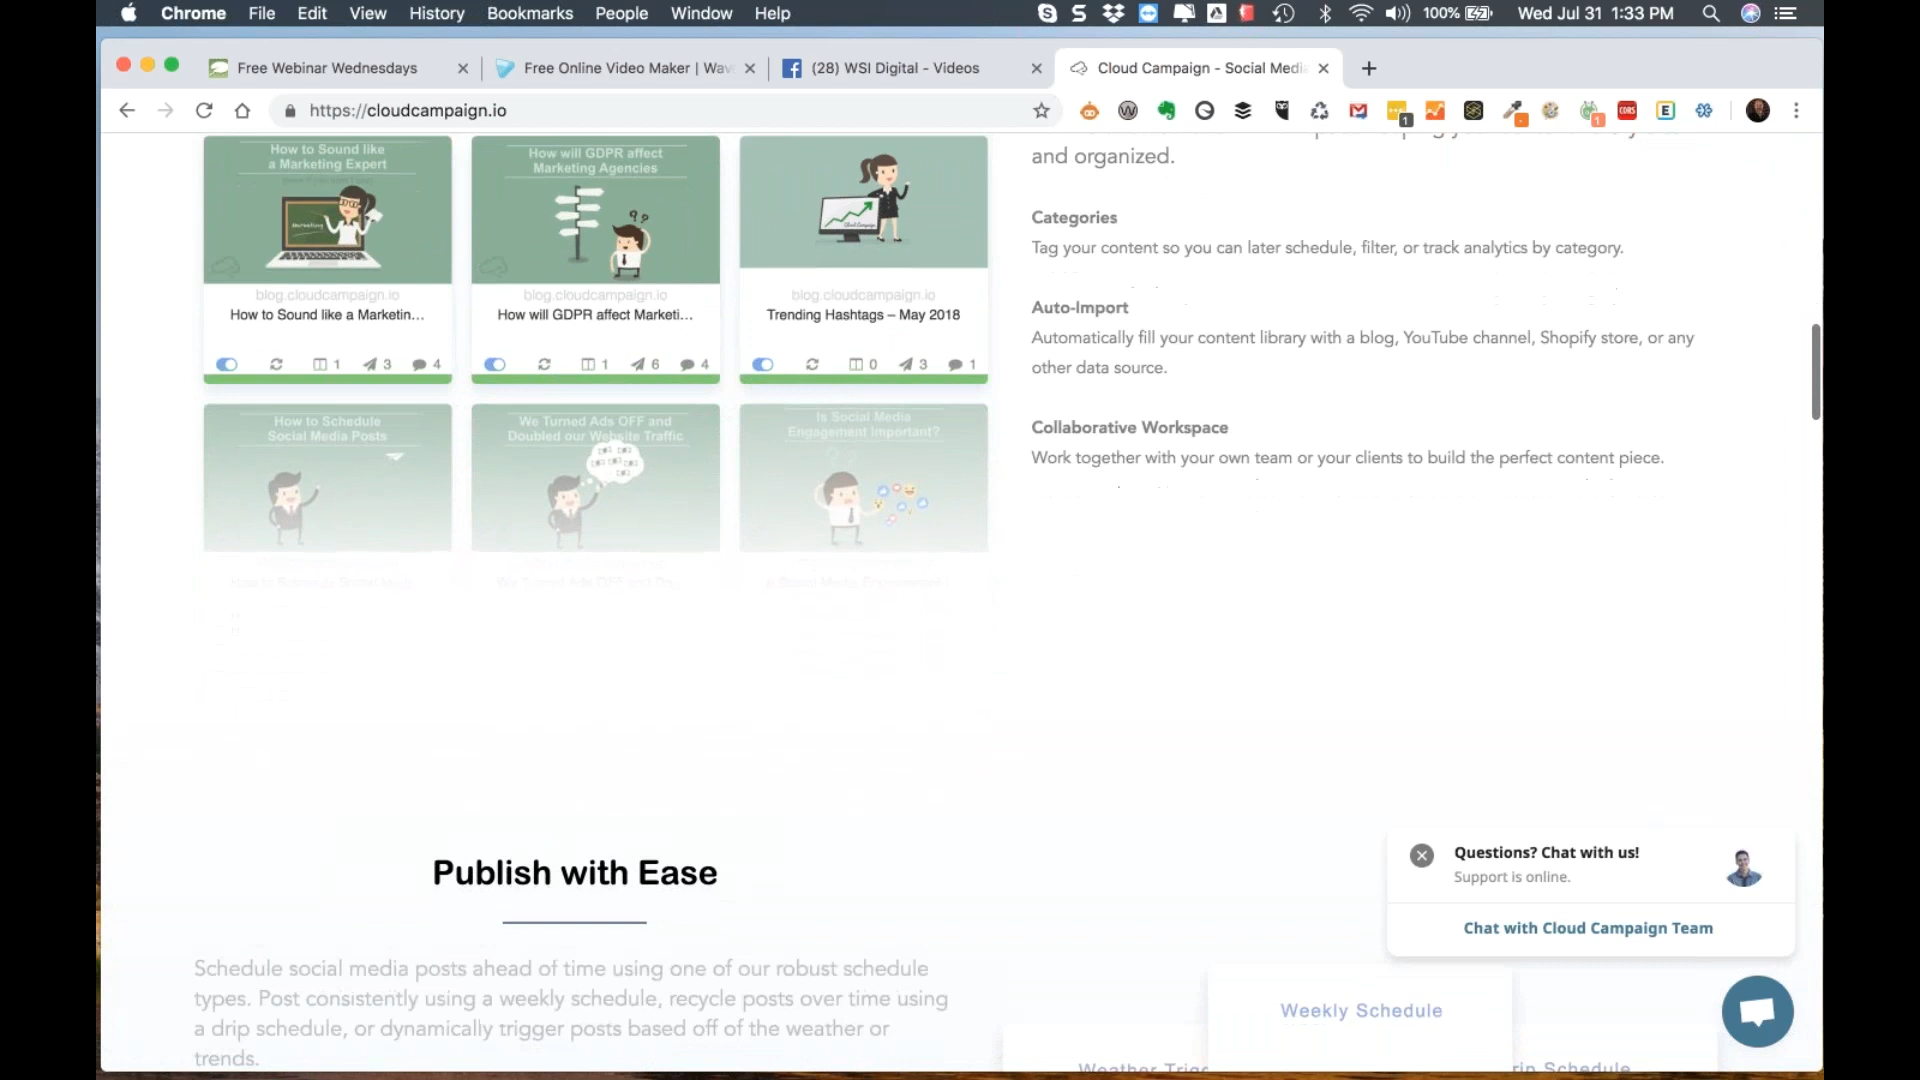 Chrome File Edit View History Bookmarks People Window Help
100% Wed Jul 31 1:33 PM
Free Webinar Wednesdays
Free Online Video Maker | Wav
(28) WSI Digital - Videos
Cloud Campaign - Social Medi
https://cloudcampaign.io
and organized.
How to Sound like
a Marketing Expert
How will GDPR affect
Marketing Agencies
blog.cloudcampaign.io
How to Sound like a Marketin...
1 3 4
blog.cloudcampaign.io
How will GDPR affect Marketi...
1 6 4
blog.cloudcampaign.io
Trending Hashtags – May 2018
0 3 1
How to Schedule
Social Media Posts
We Turned Ads OFF and
Doubled our Website Traffic
Is Social Media
Engagement Important?
Categories
Tag your content so you can later schedule, filter, or track analytics by category.
Auto-Import
Automatically fill your content library with a blog, YouTube channel, Shopify store, or any
other data source.
Collaborative Workspace
Work together with your own team or your clients to build the perfect content piece.
Publish with Ease
Schedule social media posts ahead of time using one of our robust schedule
types. Post consistently using a weekly schedule, recycle posts over time using
a drip schedule, or dynamically trigger posts based off of the weather or
trends.
Questions? Chat with us!
Support is online.
Chat with Cloud Campaign Team
Weekly Schedule